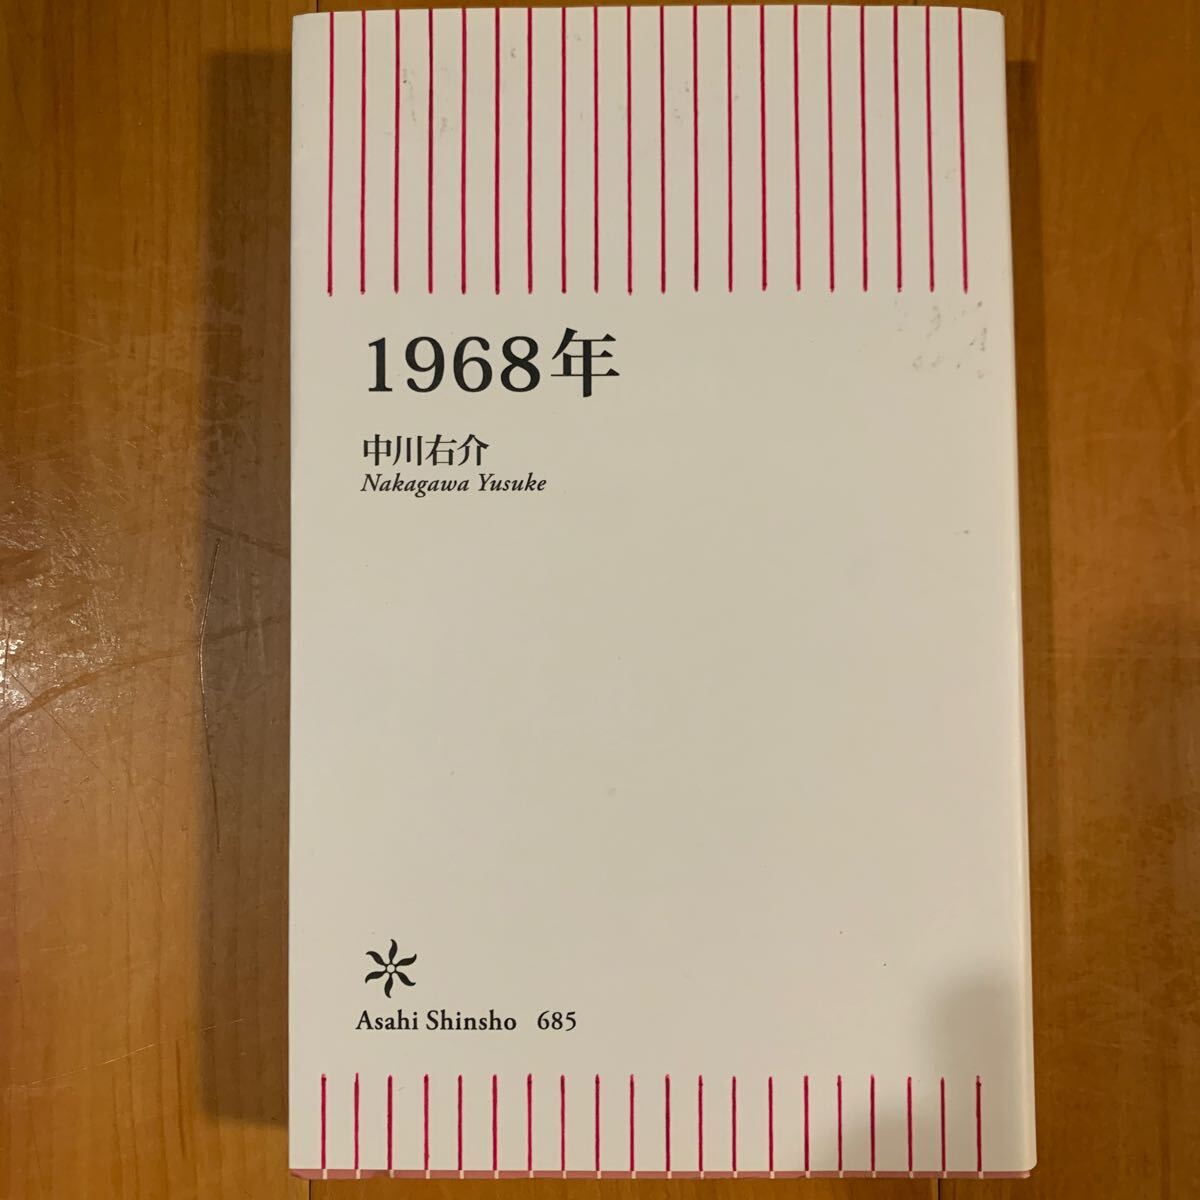 1968年
中川右介
Nakagawa Yusuke
Asahi Shinsho 685